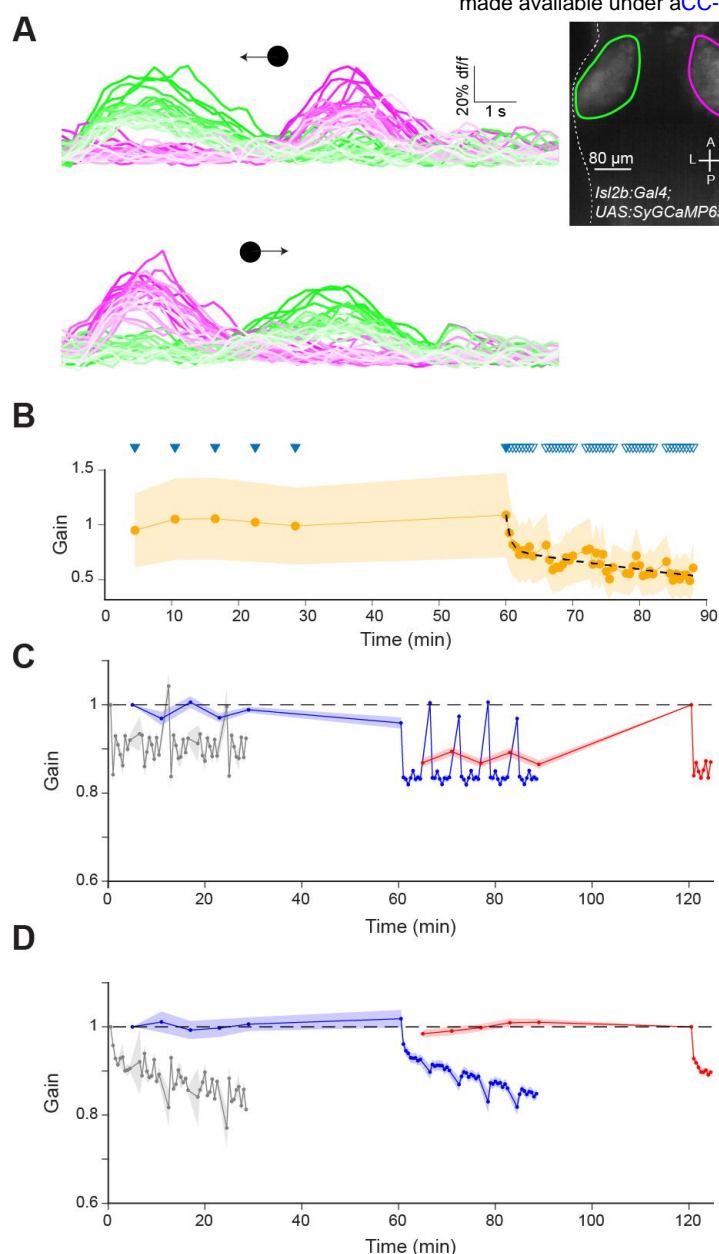 made available under aCC-
A
20% df/f
1 s
80 µm
A
L
P
Isl2b:Gal4;
UAS:SyGCaMP6s
B
1.5
1
0.5
Gain
0 10 20 30 40 50 60 70 80 90
Time (min)
C
1
0.8
0.6
Gain
0 20 40 60 80 100 120
Time (min)
D
1
0.8
0.6
Gain
0 20 40 60 80 100 120
Time (min)